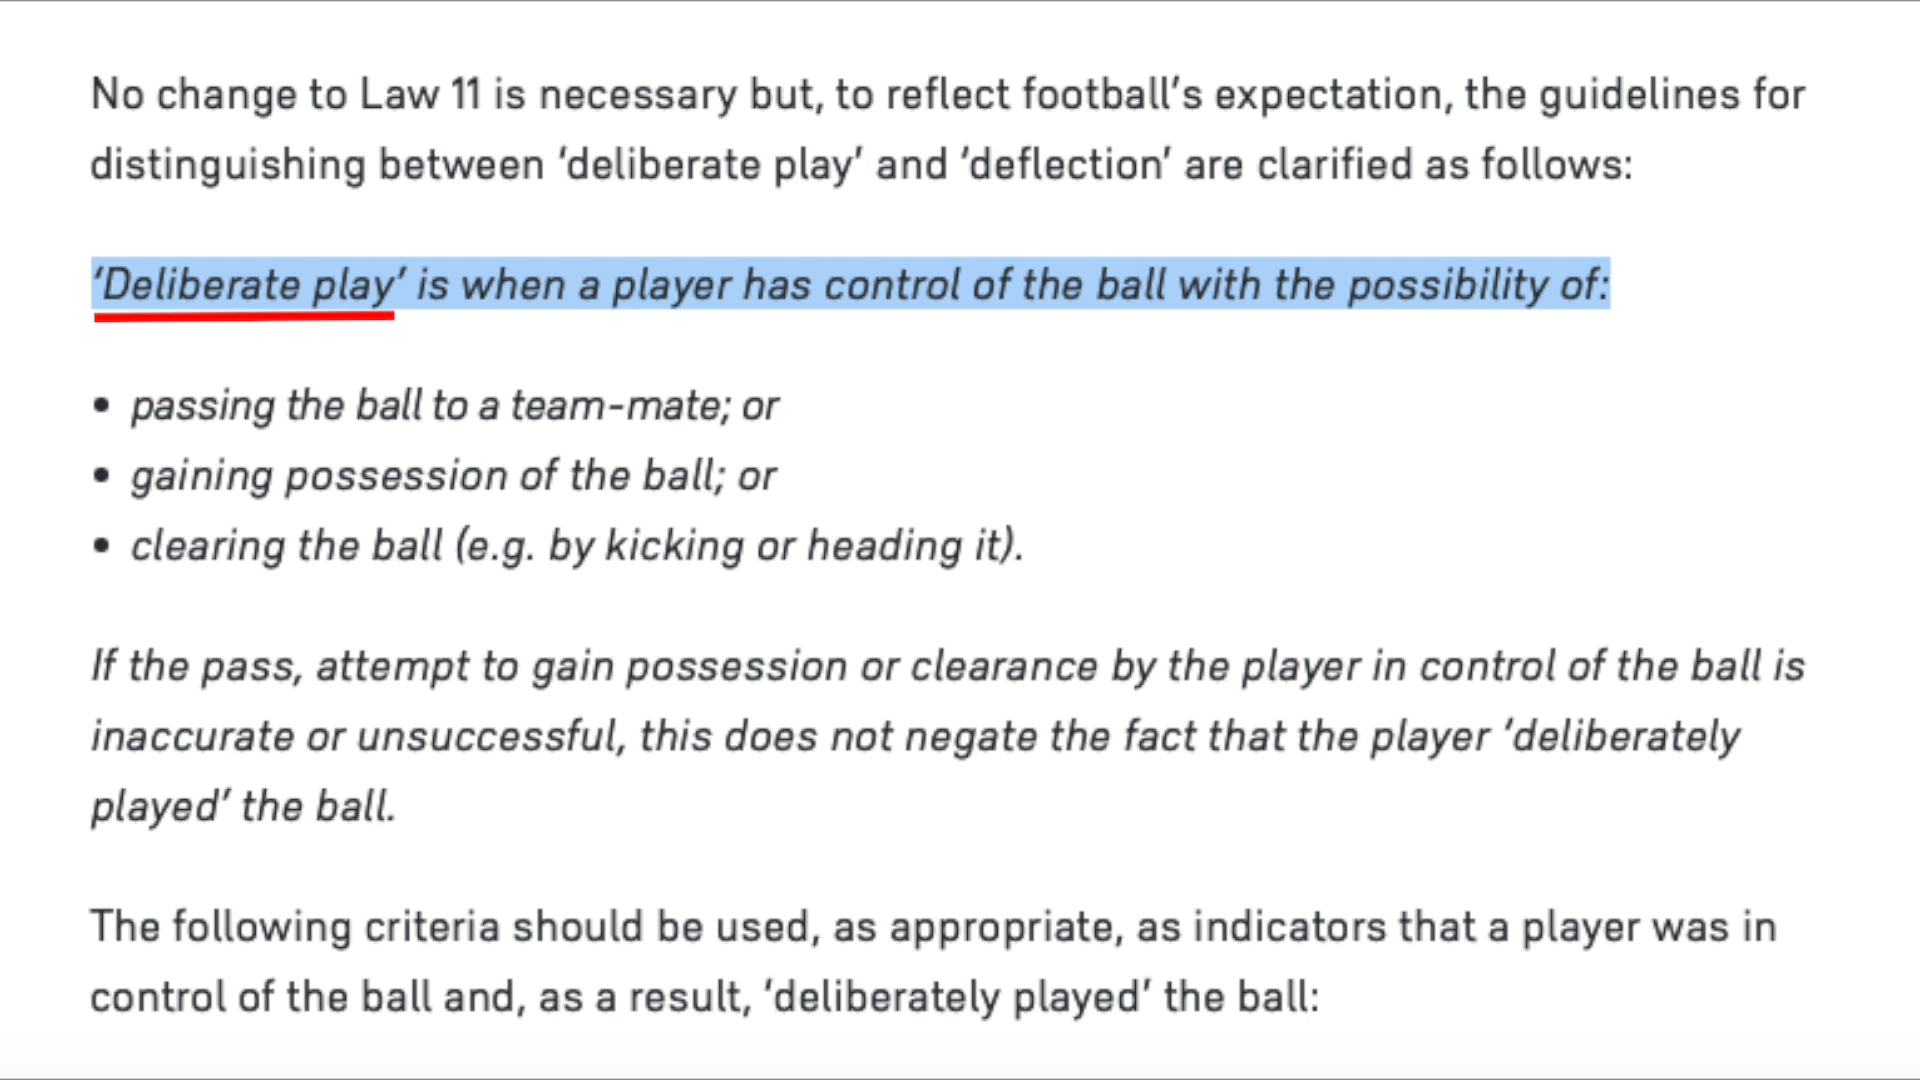 No change to Law 11 is necessary but, to reflect football’s expectation, the guidelines for
distinguishing between ‘deliberate play’ and ‘deflection’ are clarified as follows:
‘Deliberate play’ is when a player has control of the ball with the possibility of:
• passing the ball to a team-mate; or
• gaining possession of the ball; or
• clearing the ball (e.g. by kicking or heading it).
If the pass, attempt to gain possession or clearance by the player in control of the ball is
inaccurate or unsuccessful, this does not negate the fact that the player ‘deliberately
played’ the ball.
The following criteria should be used, as appropriate, as indicators that a player was in
control of the ball and, as a result, ‘deliberately played’ the ball: